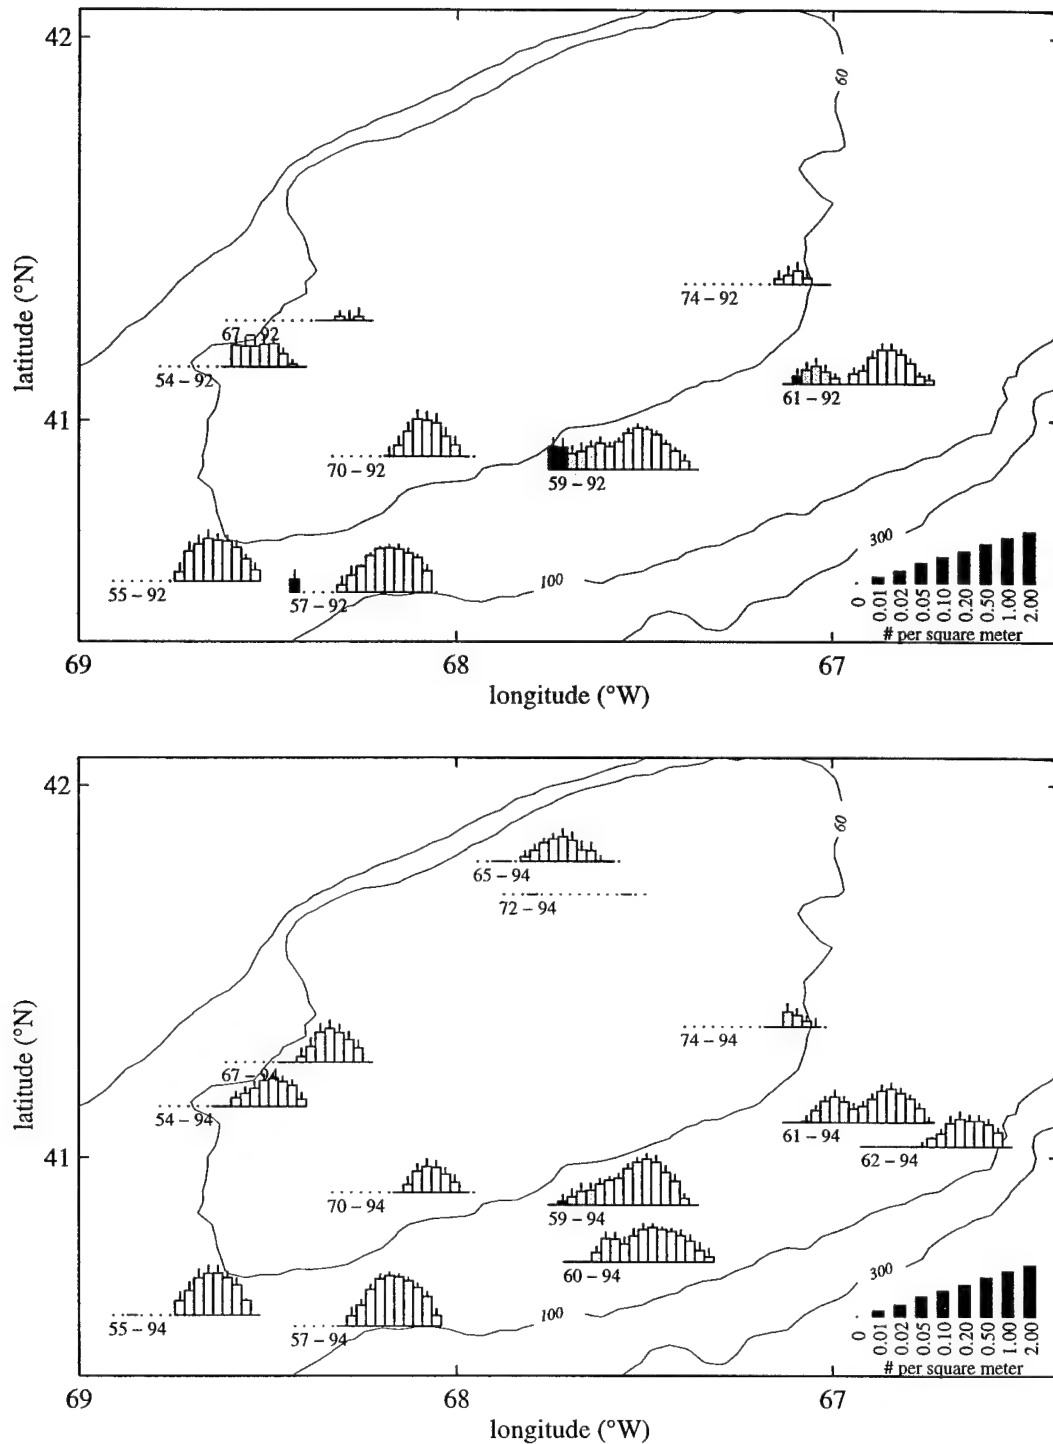 42
60
latitude (°N)
74 – 92
67 – 92
54 – 92
61 – 92
41
70 – 92
59 – 92
300
55 – 92
57 – 92
100
0 0.01 0.02 0.05 0.10 0.20 0.50 1.00 2.00
# per square meter
69 68 67
longitude (°W)
42
60
65 – 94
72 – 94
latitude (°N)
74 – 94
67 – 94
54 – 94
61 – 94
62 – 94
41
70 – 94
59 – 94
60 – 94
300
55 – 94
57 – 94
100
0 0.01 0.02 0.05 0.10 0.20 0.50 1.00 2.00
# per square meter
69 68 67
longitude (°W)